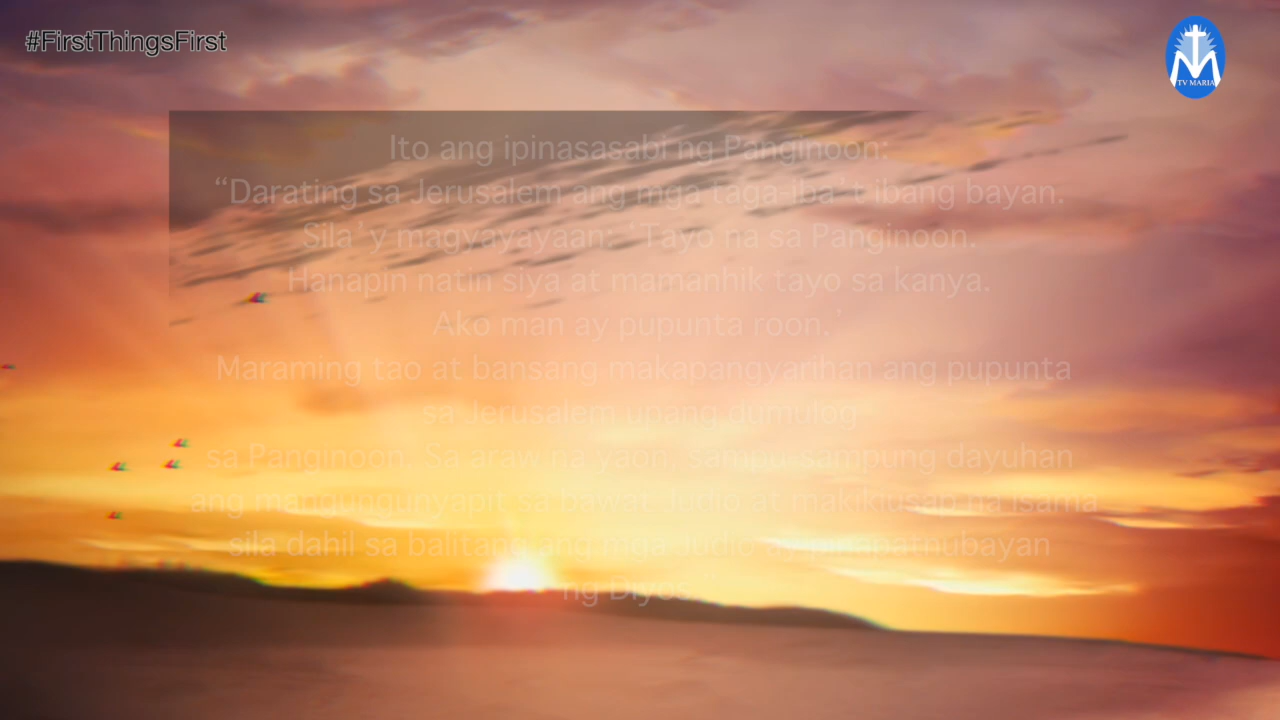 #FirstThingsFirst
TV MARIA
Ito ang ipinasasabi ng Panginoon:
“Darating sa Jerusalem ang mga taga-iba’t ibang bayan.
Sila’y magyayayaan: ‘Tayo na sa Panginoon.
Hanapin natin siya at mamanhik tayo sa kanya.
Ako man ay pupunta roon.’
Maraming tao at bansang makapangyarihan ang pupunta
sa Jerusalem upang dumulog
sa Panginoon. Sa araw na yaon, sampu-sampung dayuhan
ang mangungunyapit sa bawat Judio at makikiusap na isama
sila dahil sa balitang ang mga Judio ay pinapatnubayan
ng Diyos.”